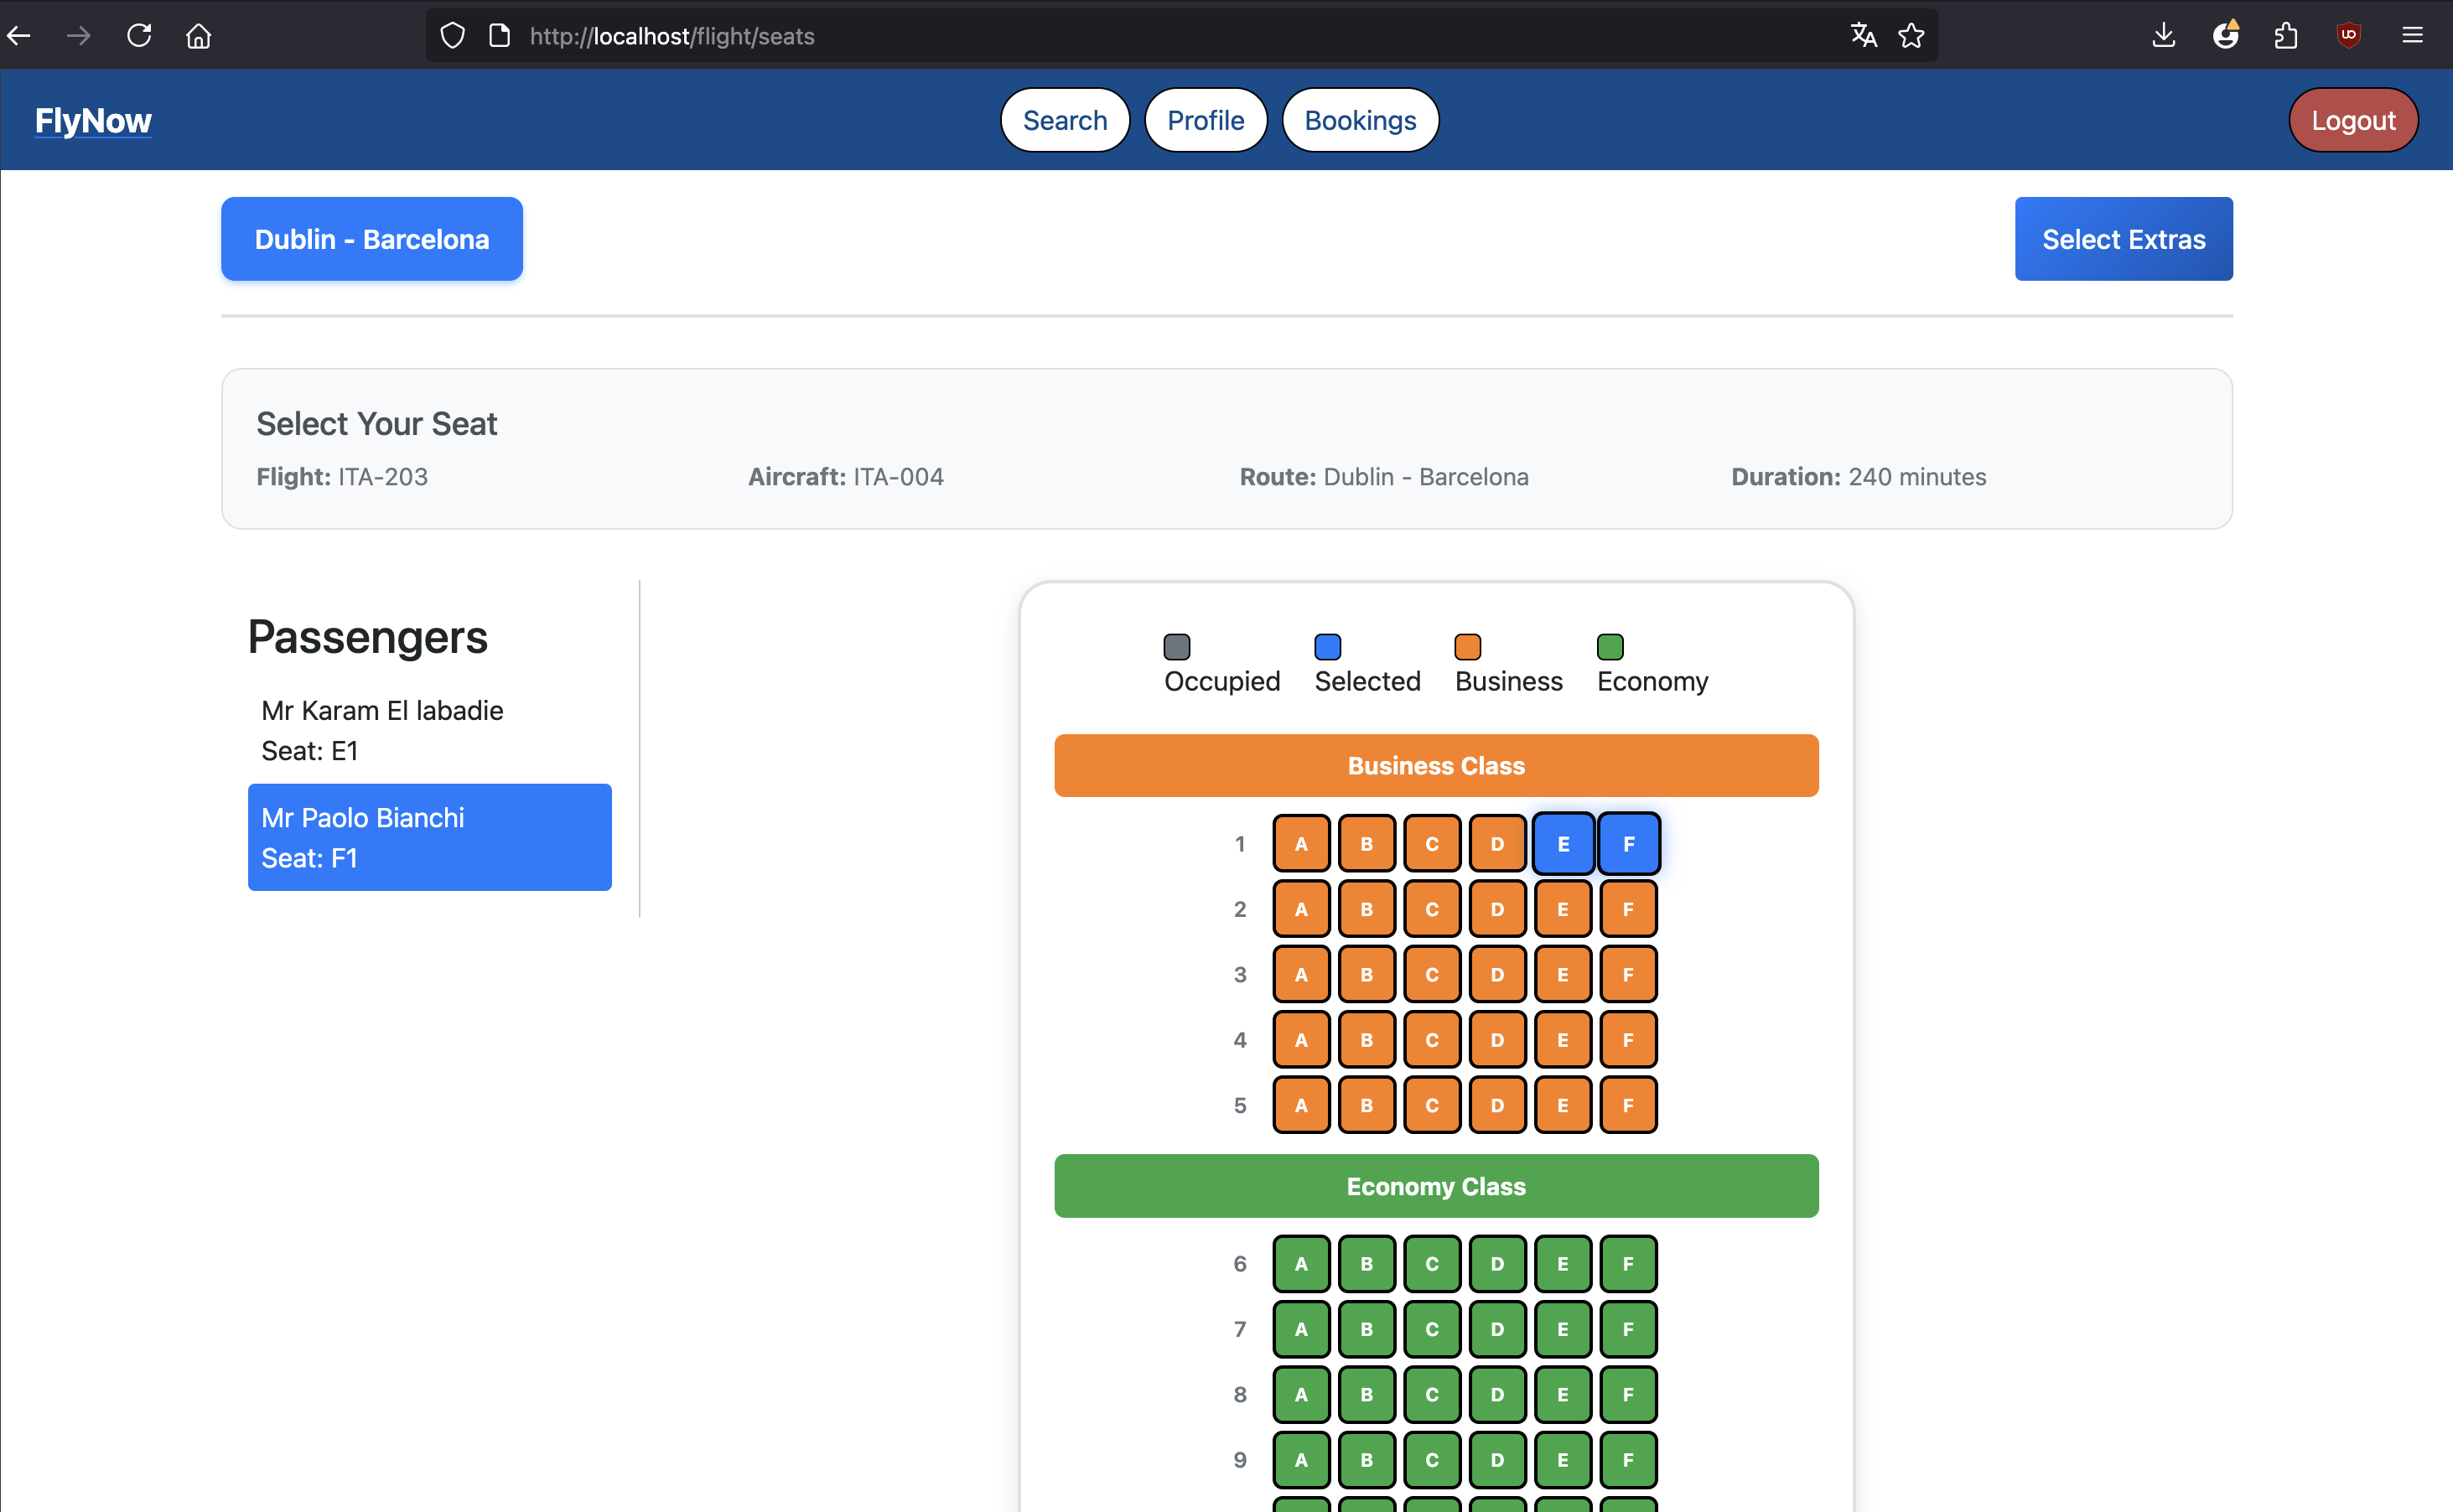 http://localhost/flight/seats
FlyNow
Search Profile Bookings
Logout
Dublin - Barcelona
Select Extras
Select Your Seat
Flight: ITA-203 Aircraft: ITA-004 Route: Dublin - Barcelona Duration: 240 minutes
Passengers
Mr Karam El labadie
Seat: E1
Mr Paolo Bianchi
Seat: F1
Occupied Selected Business Economy
Business Class
1 A B C D E F
2 A B C D E F
3 A B C D E F
4 A B C D E F
5 A B C D E F
Economy Class
6 A B C D E F
7 A B C D E F
8 A B C D E F
9 A B C D E F